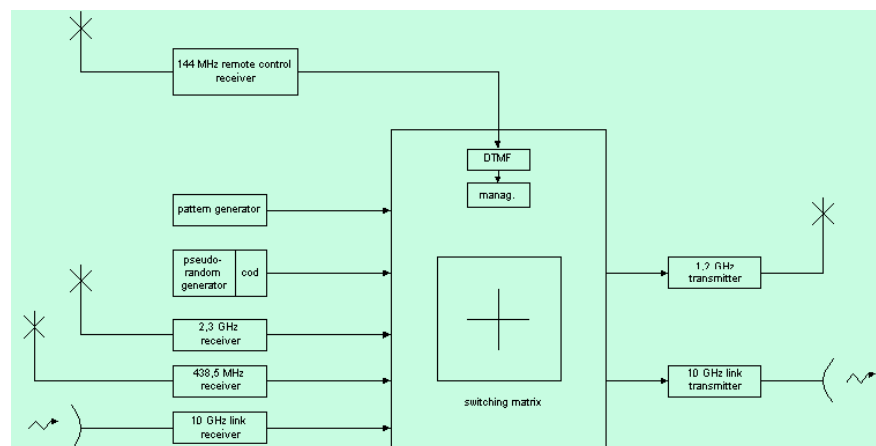 144 MHz remote control
receiver
DTMF
manag.
pattern generator
pseudo-
random
generator
cod
1,2 GHz
transmitter
2,3 GHz
receiver
438,5 MHz
receiver
10 GHz link
transmitter
switching matrix
10 GHz link
receiver